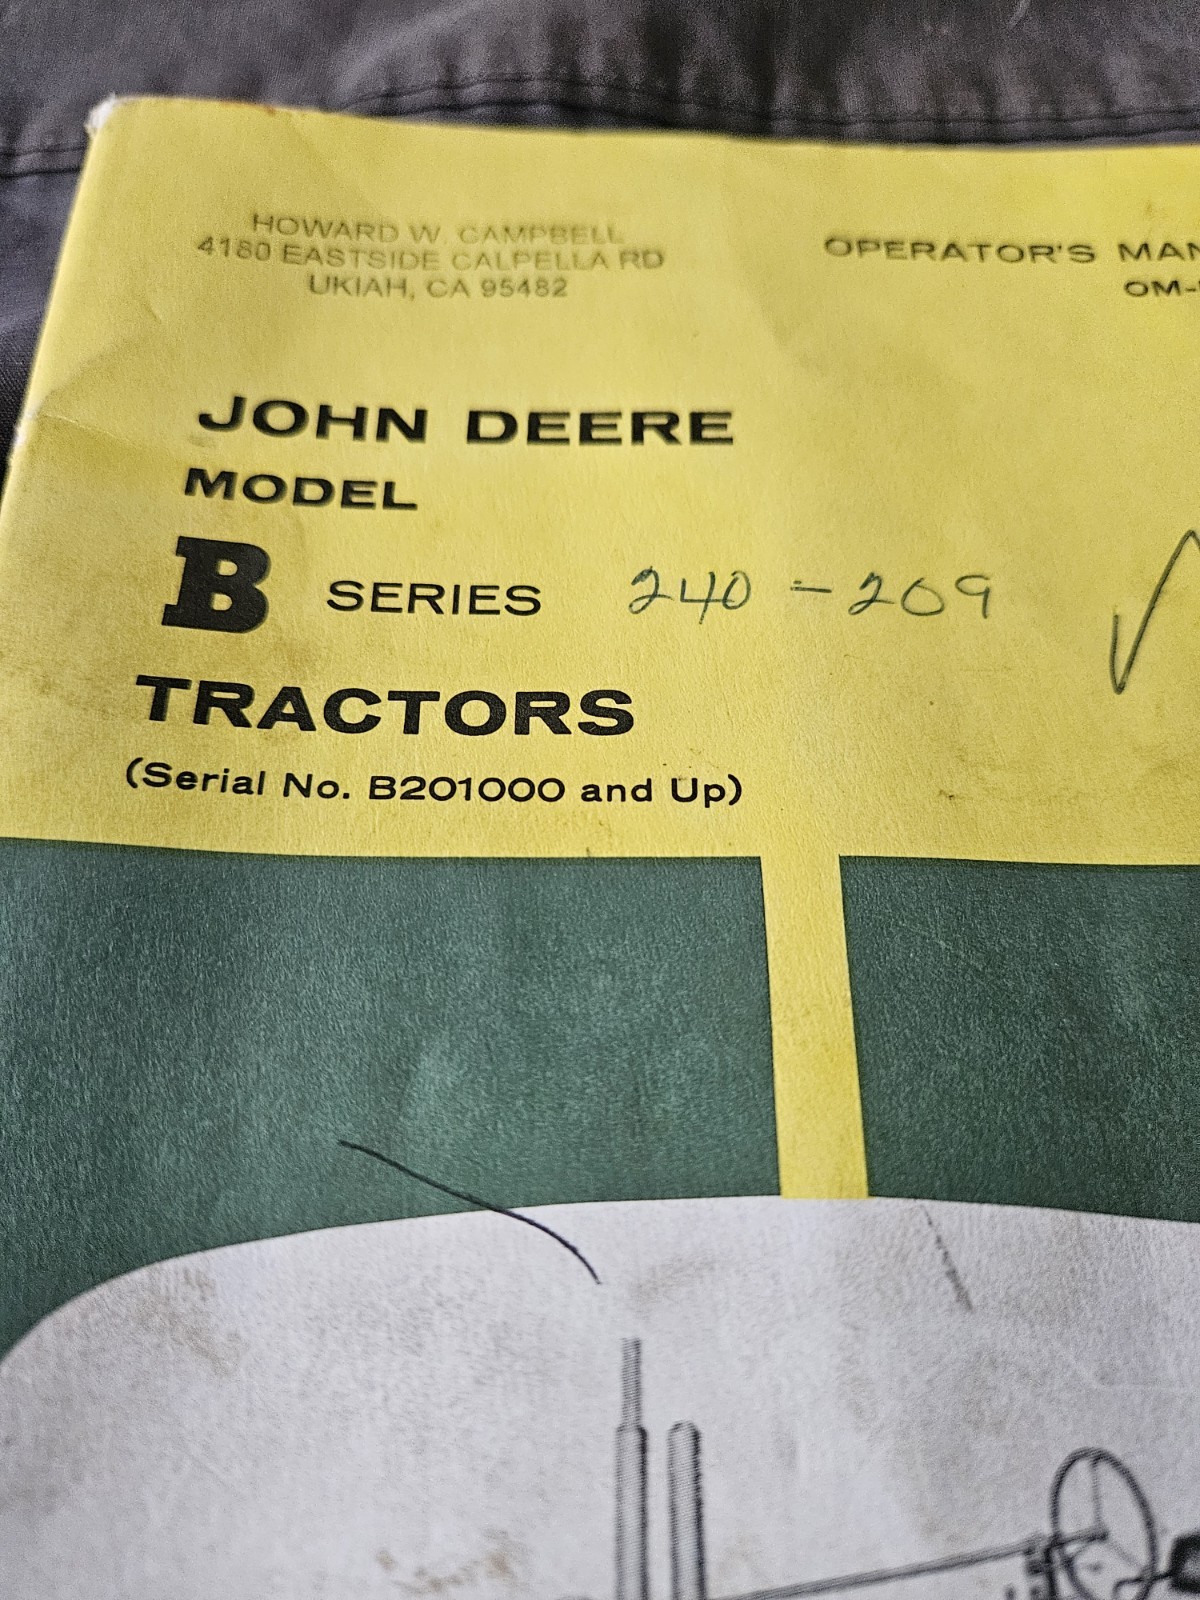 HOWARD W. CAMPBELL
4180 EASTSIDE CALPELLA RD
UKIAH, CA 95482
OPERATOR'S
JOHN DEERE
MODEL
B SERIES 240-209
TRACTORS
(Serial No. B201000 and Up)